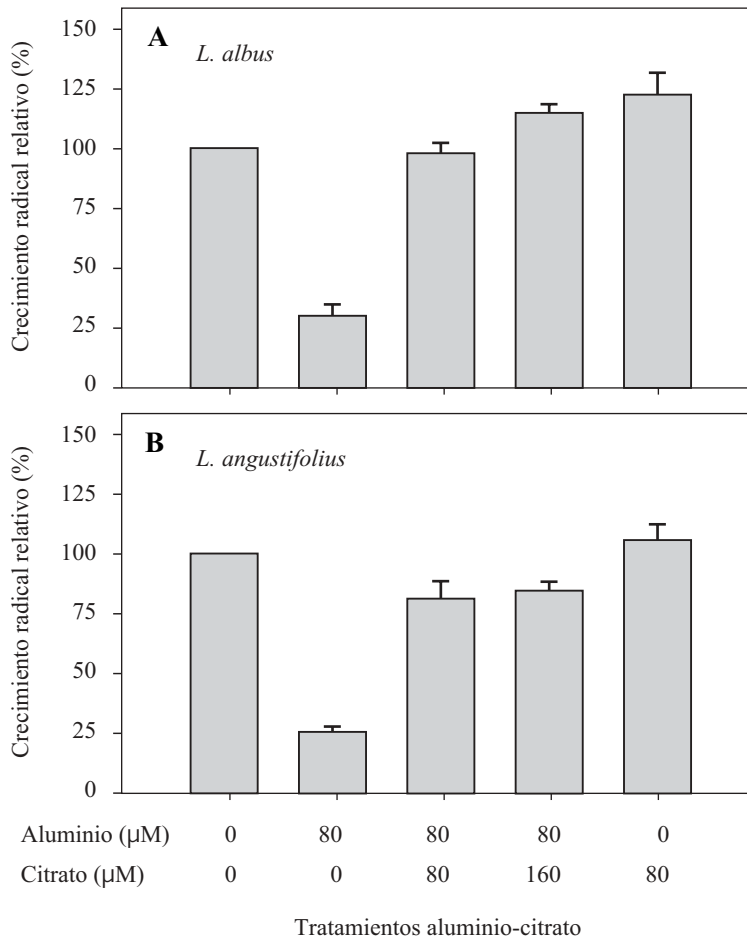 A
L. albus
Crecimiento radical relativo (%)
150
125
100
75
50
25
0
B
L. angustifolius
Crecimiento radical relativo (%)
150
125
100
75
50
25
0
Aluminio (µM) 0 80 80 80 0
Citrato (µM) 0 0 80 160 80
Tratamientos aluminio-citrato